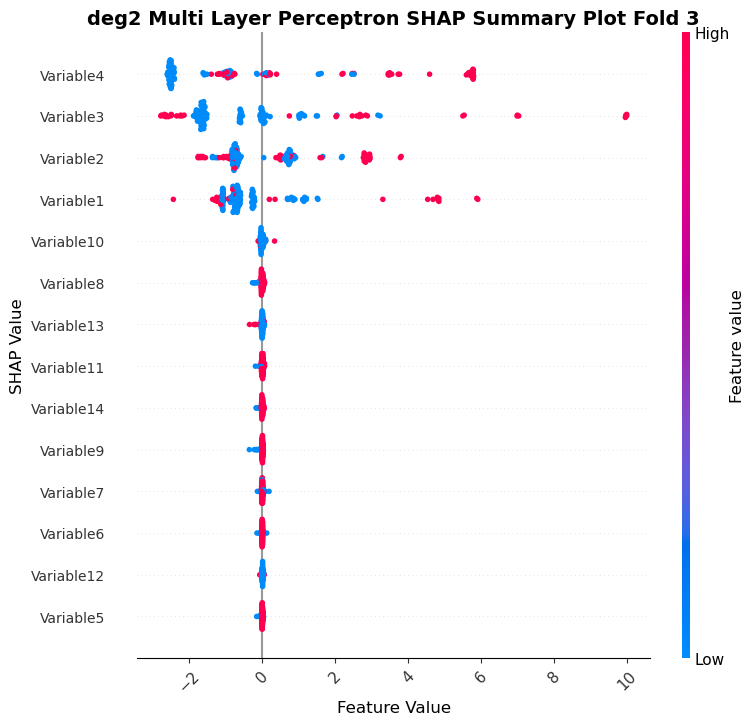 deg2 Multi Layer Perceptron SHAP Summary Plot Fold 3
High
Variable4
Variable3
Variable2
Variable1
Variable10
Variable8
Variable13
Variable11
Variable14
Variable9
Variable7
Variable6
Variable12
Variable5
SHAP Value
Feature value
Low
−2
0
2
4
6
8
10
Feature Value